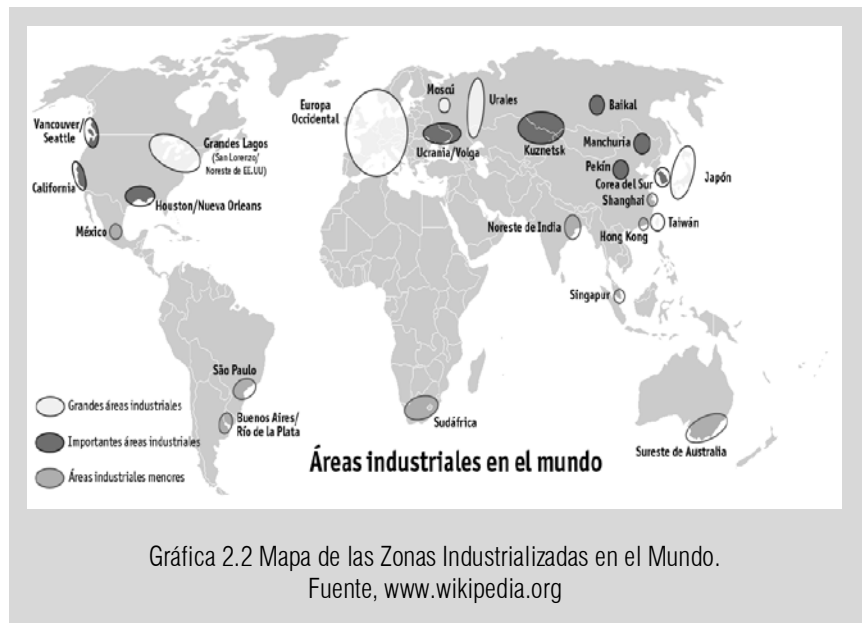 Moscú
Urales
Europa
Occidental
Baikal
Vancouver/
Seattle
Grandes Lagos
(San Lorenzo/
Noreste de EE.UU)
Ucrania/Volga
Kuznetsk
Manchuria
Pekín
Corea del Sur
Japón
California
Houston/Nueva Orleans
Shanghai
México
Noreste de India
Hong Kong
Taiwán
Singapur
São Paulo
Buenos Aires/
Río de la Plata
Sudáfrica
Sureste de Australia
Grandes áreas industriales
Importantes áreas industriales
Áreas industriales menores
Áreas industriales en el mundo
Gráfica 2.2 Mapa de las Zonas Industrializadas en el Mundo.
Fuente, www.wikipedia.org